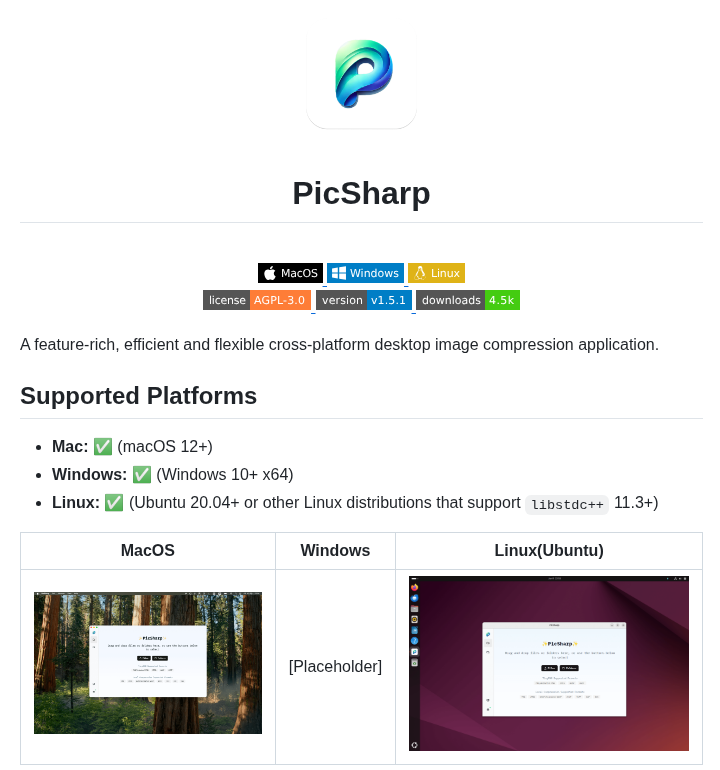 PicSharp
MacOS Windows Linux
license AGPL-3.0 version v1.5.1 downloads 4.5k
A feature-rich, efficient and flexible cross-platform desktop image compression application.
Supported Platforms
Mac: ✅ (macOS 12+)
Windows: ✅ (Windows 10+ x64)
Linux: ✅ (Ubuntu 20.04+ or other Linux distributions that support libstdc++ 11.3+)
MacOS Windows Linux(Ubuntu)
PicSharp
[Placeholder]
✨PicSharp✨